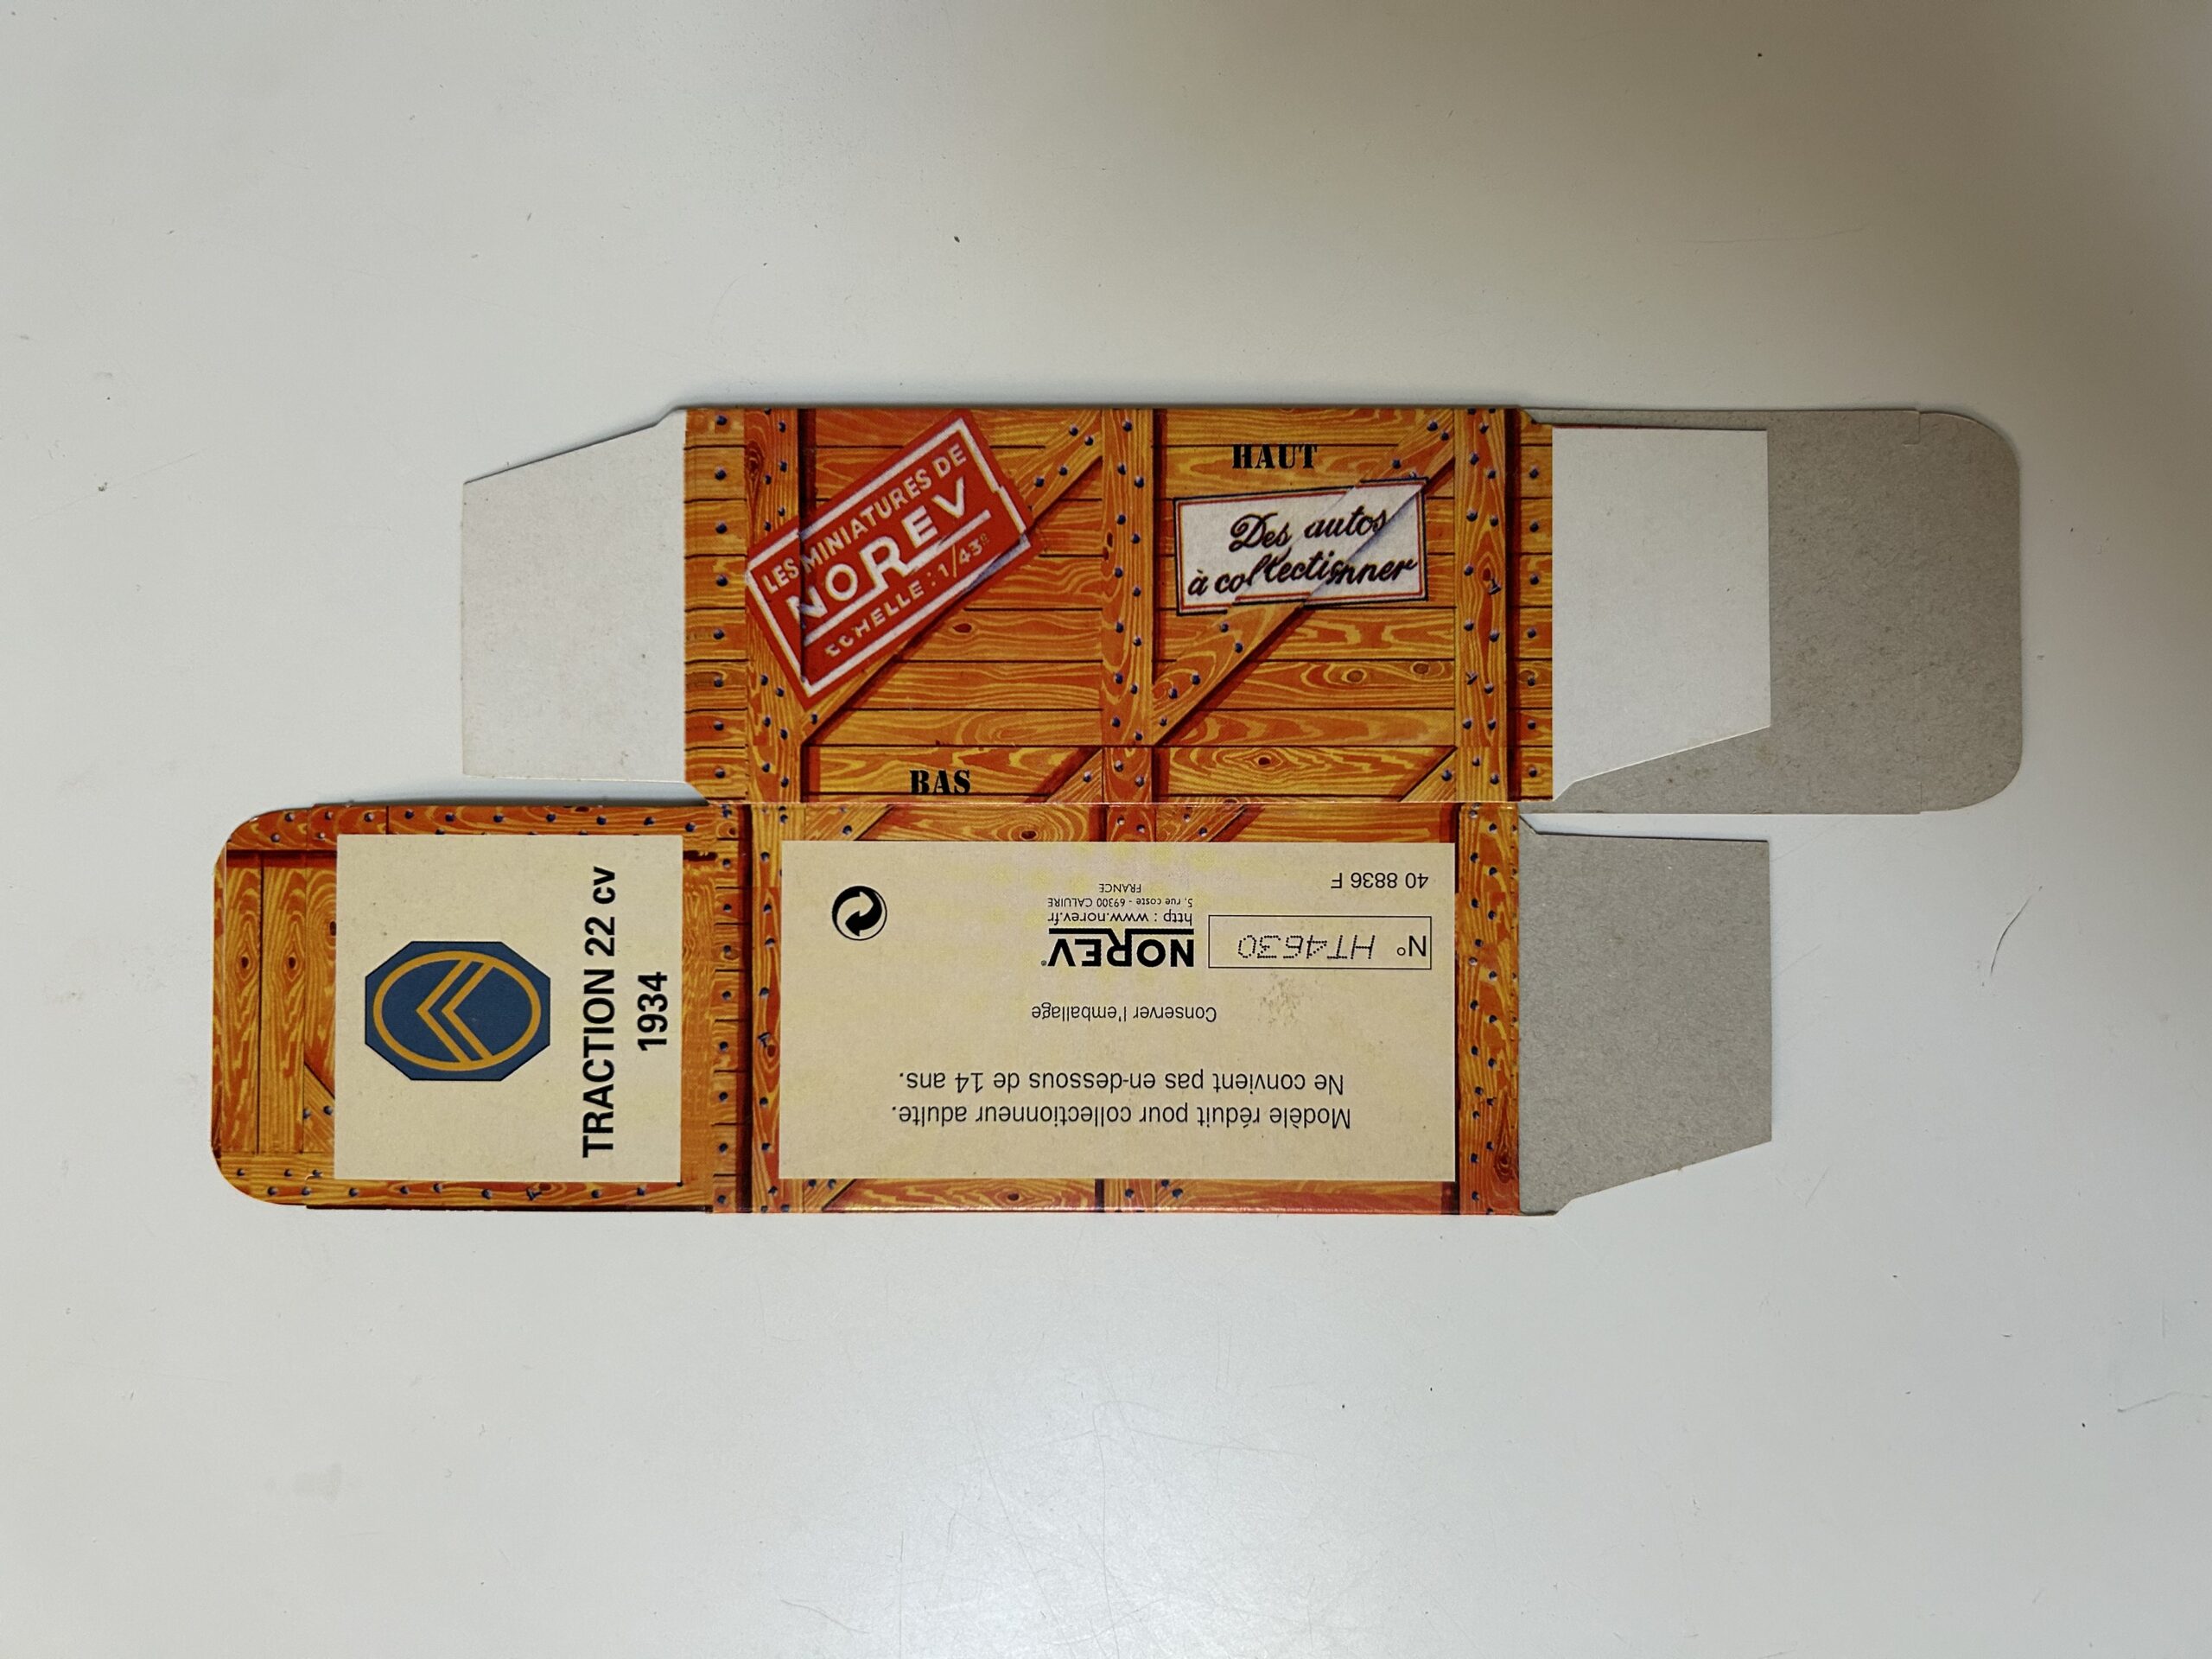 LES MINIATURES DE
NOREV
ECHELLE : 1/43e
HAUT
Des autos
à collectionner
BAS
TRACTION 22 cv
1934
Modèle réduit pour collectionneur adulte.
Ne convient pas en-dessous de 14 ans.
Conserver l'emballage
N° HT4630
NOREV®
http : www.norev.fr
5, rue coste - 69300 CALUIRE
FRANCE
40 8836 F